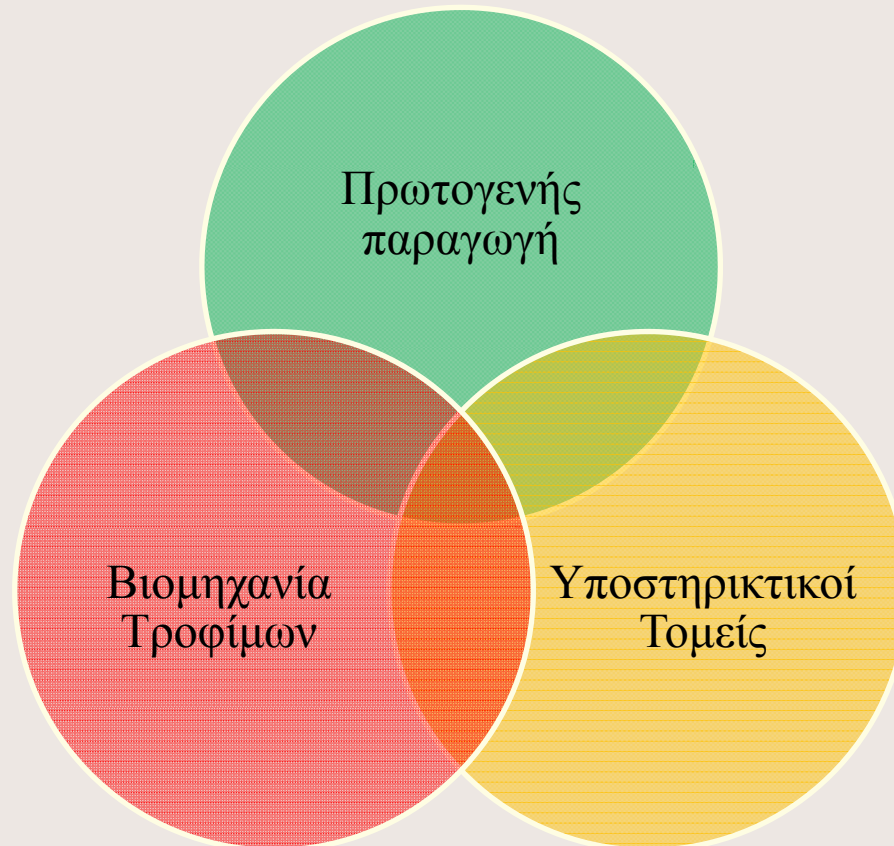 Πρωτογενής
παραγωγή
Βιομηχανία
Τροφίμων
Υποστηρικτικοί
Τομείς